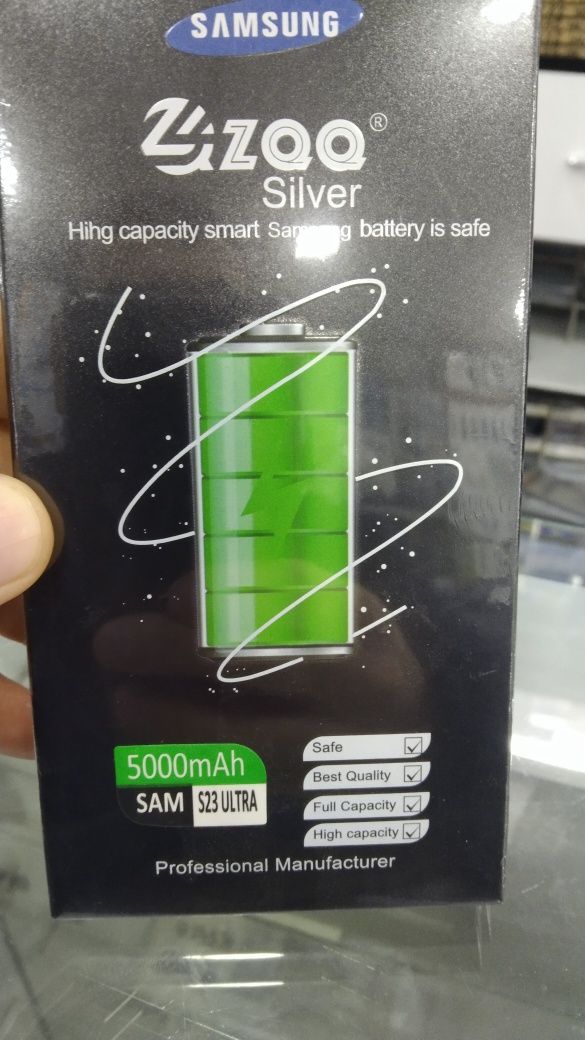 SAMSUNG
ZQQ®
Silver
Hihg capacity smart Samsung battery is safe
5000mAh
SAM S23 ULTRA
Safe
Best Quality
Full Capacity
High capacity
Professional Manufacturer